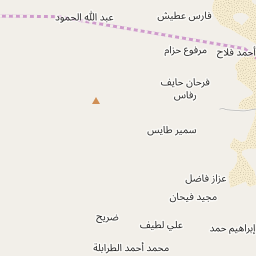 فارس عطيش
عبد الله الحمود
مرفوع حزام
أحمد فلاح
فرحان حايف
رفاس
سمير طايس
عزاز فاضل
مجيد فيحان
ضريح
علي لطيف
إبراهيم حمد
محمد أحمد الطرابلة